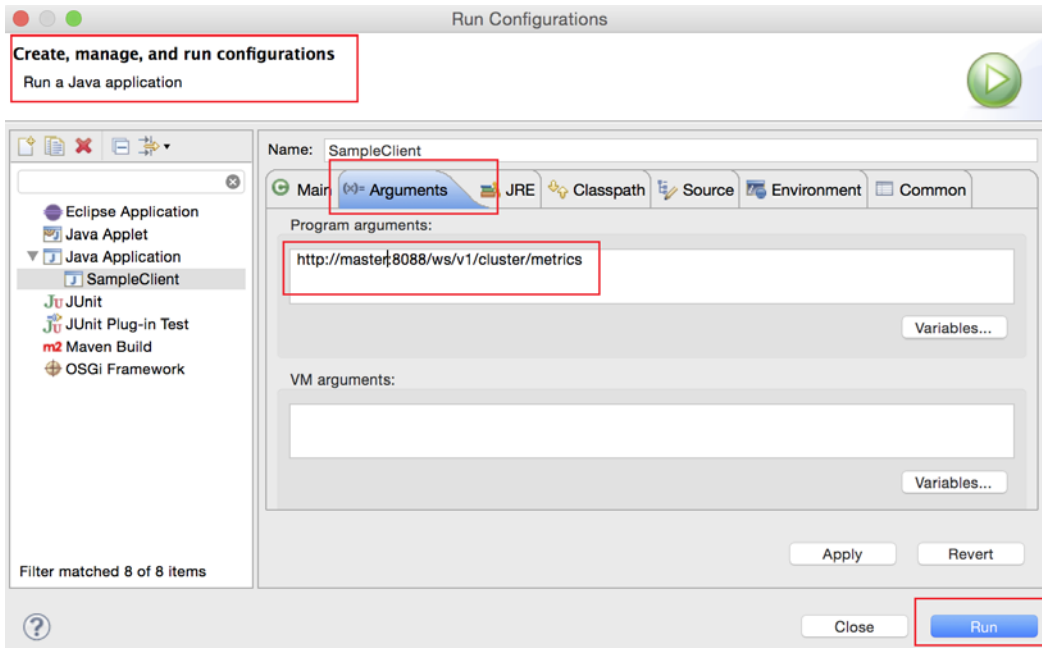 Run Configurations
Create, manage, and run configurations
Run a Java application
Name: SampleClient
Main (x)= Arguments JRE Classpath Source Environment Common
Eclipse Application
Java Applet
Java Application
SampleClient
JUnit
JUnit Plug-in Test
m2 Maven Build
OSGi Framework
Filter matched 8 of 8 items
Program arguments:
http://master:8088/ws/v1/cluster/metrics
Variables...
VM arguments:
Variables...
Apply Revert
? Close Run